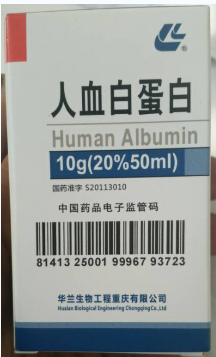 人血白蛋白
Human Albumin
10g(20%50ml)
国药准字 S20113010
中国药品电子监管码
81413 25001 99967 93723
华兰生物工程重庆有限公司
Hualan Biological Engineering ChongqingCo.,Ltd